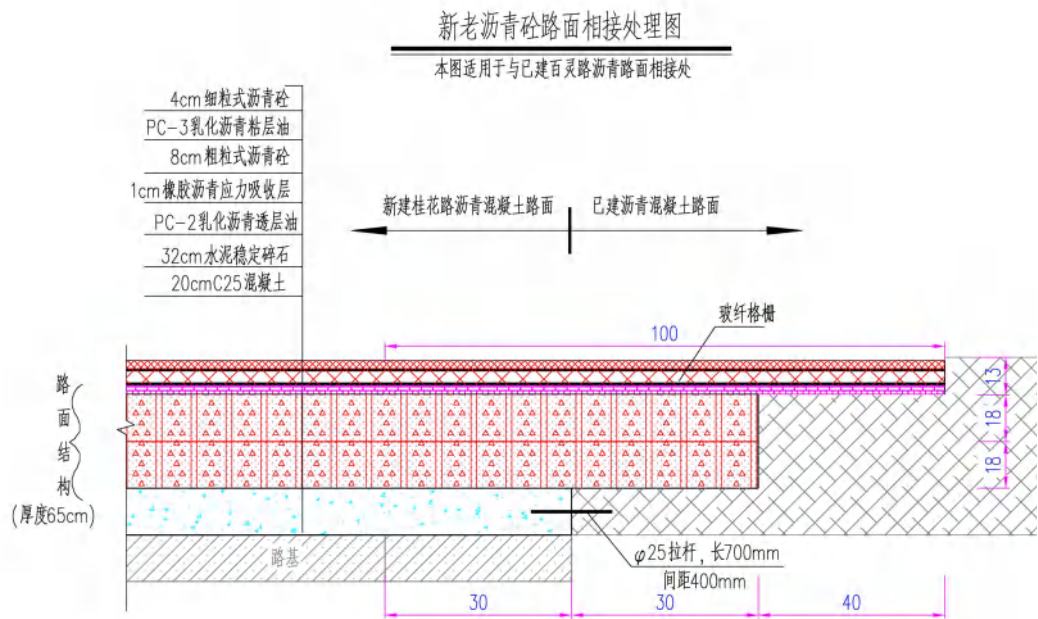 新老沥青砼路面相接处理图
本图适用于与已建百灵路沥青路面相接处
4cm细粒式沥青砼
PC-3乳化沥青粘层油
8cm粗粒式沥青砼
1cm橡胶沥青应力吸收层
PC-2乳化沥青透层油
32cm水泥稳定碎石
20cmC25混凝土
新建桂花路沥青混凝土路面
已建沥青混凝土路面
玻纤格栅
100
13
18
18
路面结构
(厚度65cm)
路基
φ25拉杆，长700mm
间距400mm
30
30
40